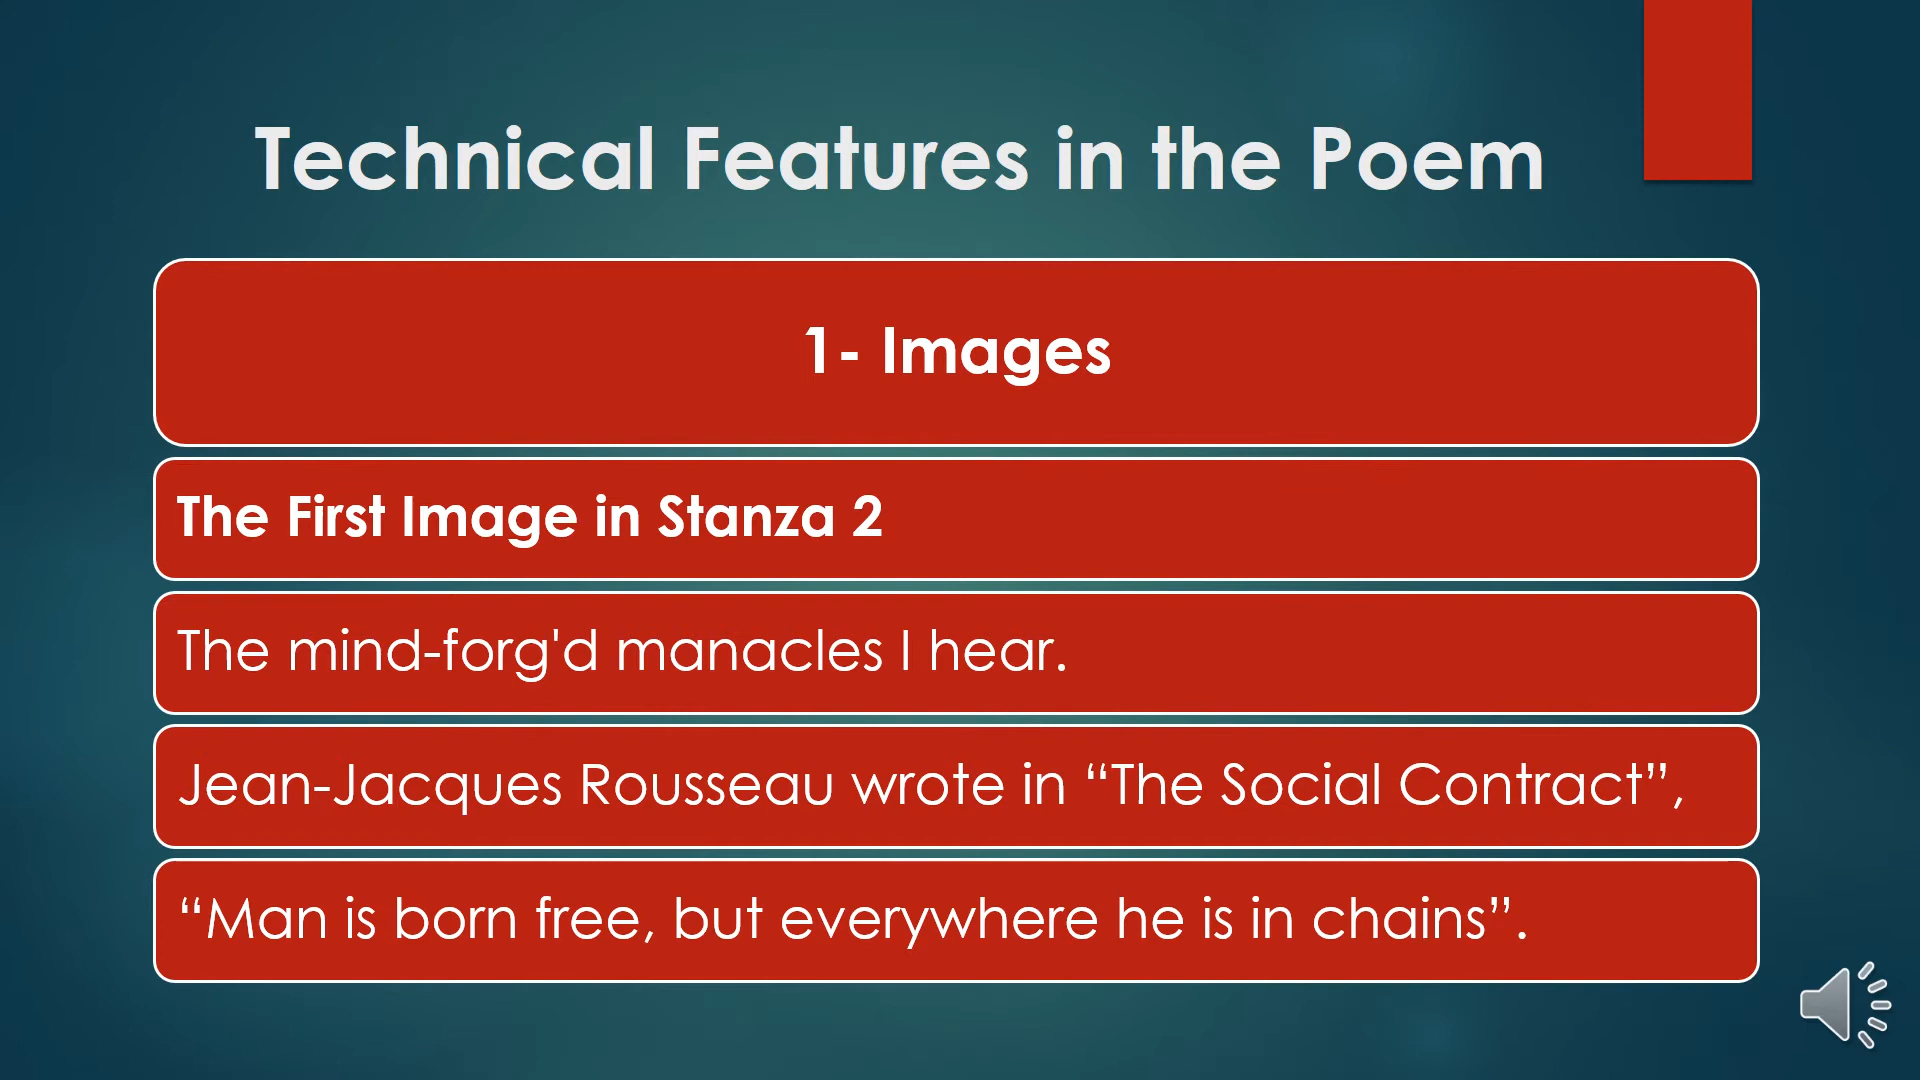 Technical Features in the Poem
1- Images
The First Image in Stanza 2
The mind-forg'd manacles I hear.
Jean-Jacques Rousseau wrote in “The Social Contract”,
“Man is born free, but everywhere he is in chains”.